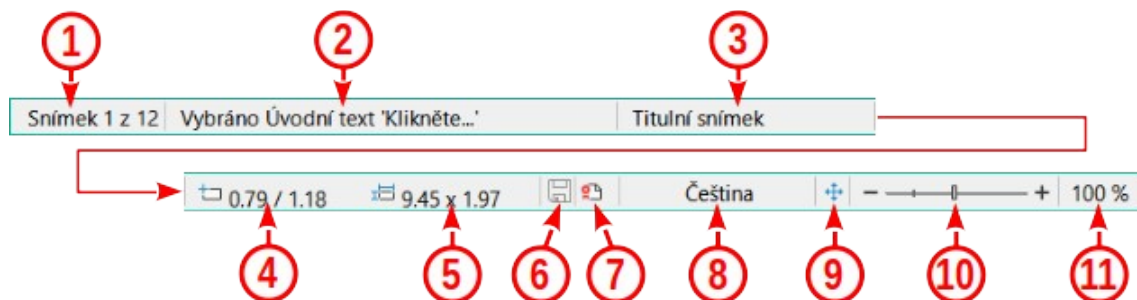 1 2 3
Snímek 1 z 12 Vybráno Úvodní text 'Klikněte...' Titulní snímek
0.79 / 1.18 9.45 x 1.97 Čeština − + 100 %
4 5 6 7 8 9 10 11